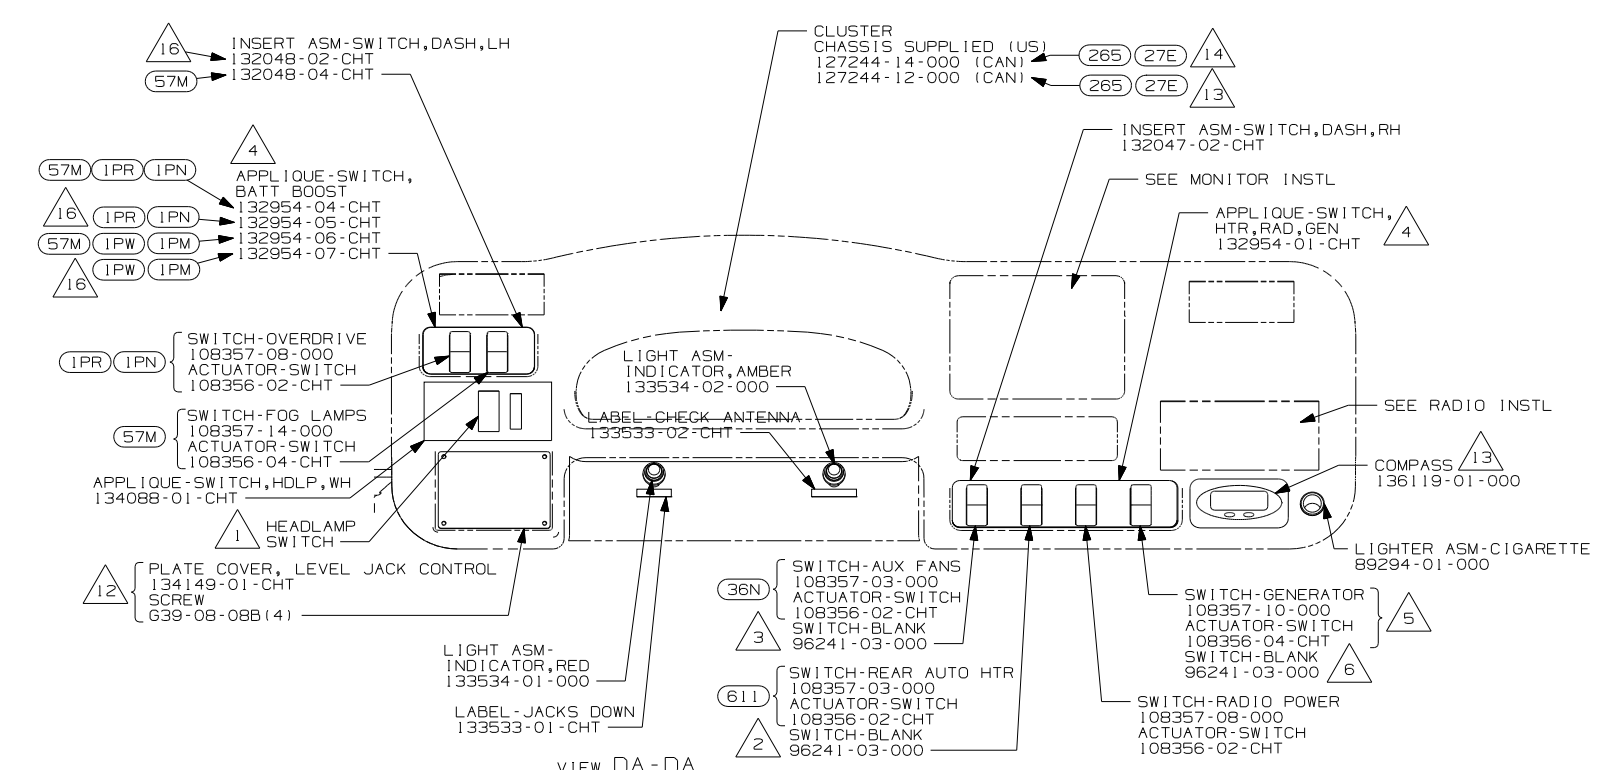 16
INSERT ASM-SWITCH,DASH,LH
132048-02-CHT
57M
132048-04-CHT
CLUSTER
CHASSIS SUPPLIED (US)
127244-14-000 (CAN)
265 27E 14
127244-12-000 (CAN)
265 27E 13
INSERT ASM-SWITCH,DASH,RH
132047-02-CHT
SEE MONITOR INSTL
APPLIQUE-SWITCH,
HTR,RAD,GEN
132954-01-CHT
4
4
APPLIQUE-SWITCH,
BATT BOOST
57M 1PR 1PN
132954-04-CHT
16 1PR 1PN
132954-05-CHT
57M 1PW 1PM
132954-06-CHT
16 1PW 1PM
132954-07-CHT
1PR 1PN
SWITCH-OVERDRIVE
108357-08-000
ACTUATOR-SWITCH
108356-02-CHT
57M
SWITCH-FOG LAMPS
108357-14-000
ACTUATOR-SWITCH
108356-04-CHT
APPLIQUE-SWITCH,HDLP,WH
134088-01-CHT
1
HEADLAMP
SWITCH
12
PLATE COVER, LEVEL JACK CONTROL
134149-01-CHT
SCREW
G39-08-08B(4)
LIGHT ASM-
INDICATOR,AMBER
133534-02-000
LABEL-CHECK ANTENNA
133533-02-CHT
SEE RADIO INSTL
COMPASS
13
136119-01-000
LIGHTER ASM-CIGARETTE
89294-01-000
LIGHT ASM-
INDICATOR,RED
133534-01-000
LABEL-JACKS DOWN
133533-01-CHT
36N
SWITCH-AUX FANS
108357-03-000
ACTUATOR-SWITCH
108356-02-CHT
3
SWITCH-BLANK
96241-03-000
611
SWITCH-REAR AUTO HTR
108357-03-000
ACTUATOR-SWITCH
108356-02-CHT
2
SWITCH-BLANK
96241-03-000
SWITCH-GENERATOR
108357-10-000
ACTUATOR-SWITCH
108356-04-CHT
5
SWITCH-BLANK
96241-03-000
6
SWITCH-RADIO POWER
108357-08-000
ACTUATOR-SWITCH
108356-02-CHT
VIEW DA-DA